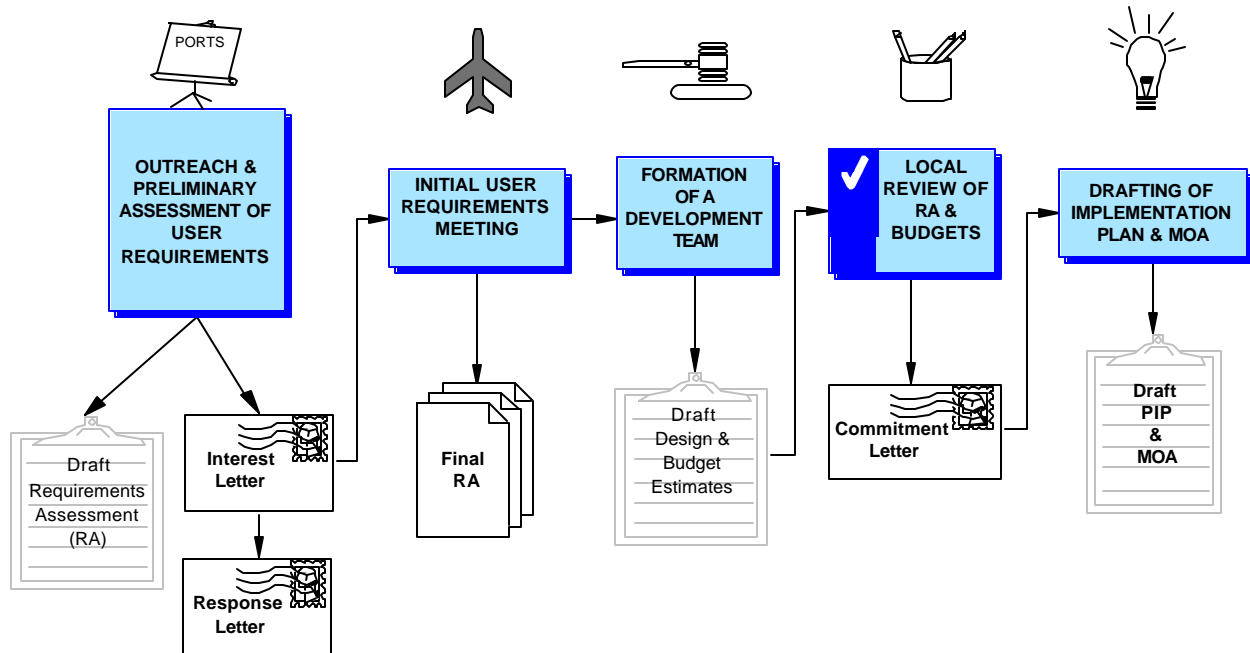 PORTS
OUTREACH &
PRELIMINARY
ASSESSMENT OF
USER
REQUIREMENTS
INITIAL USER
REQUIREMENTS
MEETING
FORMATION
OF A
DEVELOPMENT
TEAM
LOCAL
REVIEW OF
RA &
BUDGETS
DRAFTING OF
IMPLEMENTATION
PLAN & MOA
Draft
Requirements
Assessment
(RA)
Interest
Letter
Response
Letter
Final
RA
Draft
Design &
Budget
Estimates
Commitment
Letter
Draft
PIP
&
MOA